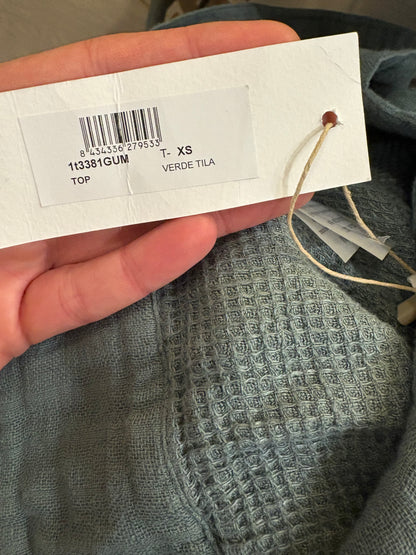 8 434336 279533
1t3381GUM T- XS
TOP VERDE TILA